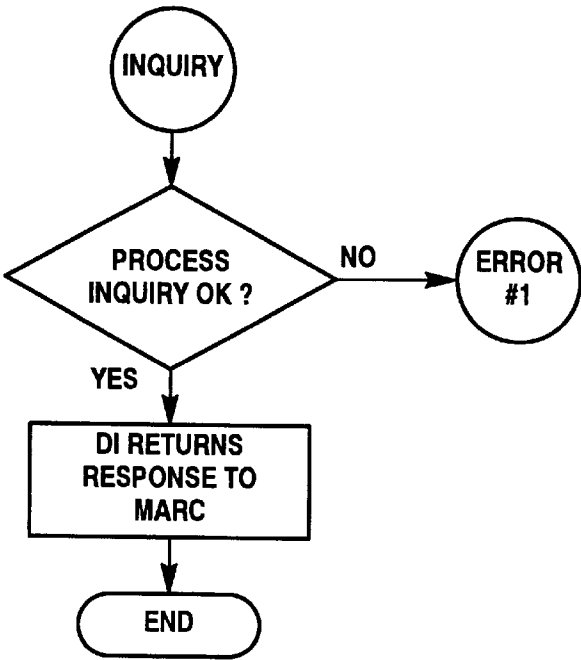 INQUIRY
PROCESS
INQUIRY OK ?
NO
ERROR
#1
YES
DI RETURNS
RESPONSE TO
MARC
END